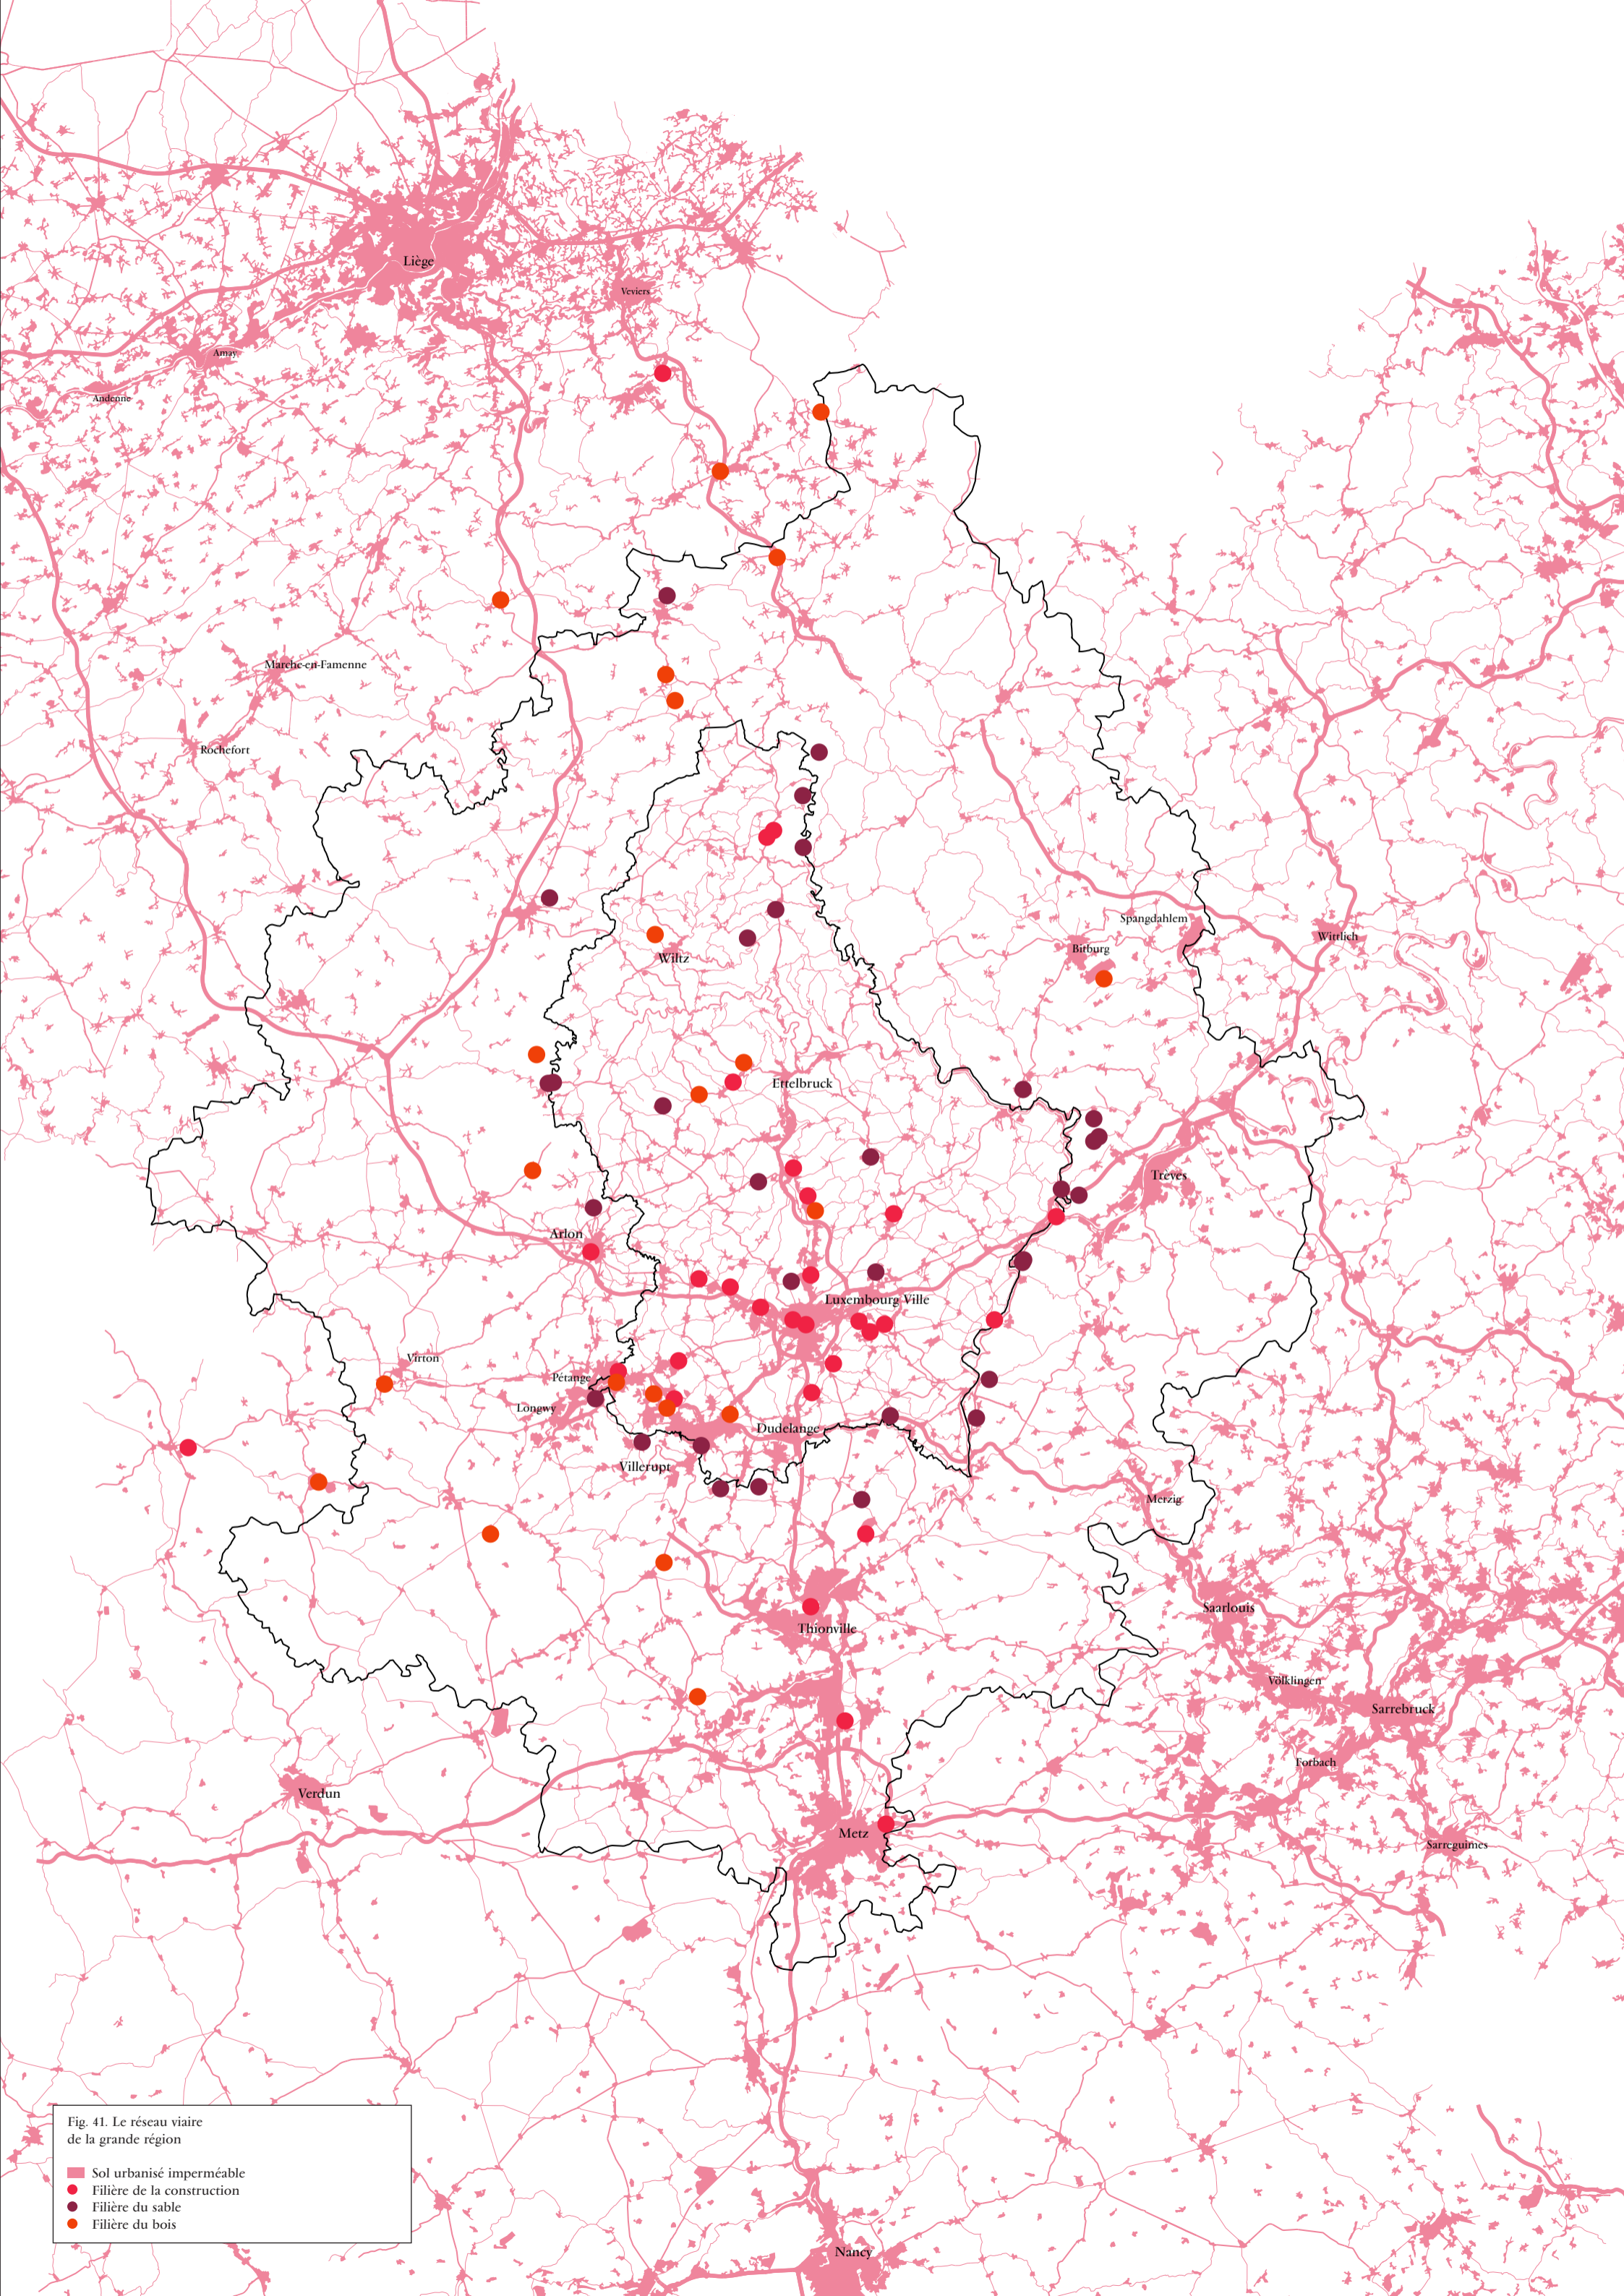 Liège
Veviers
Amay
Andenne
Marche-en-Famenne
Rochefort
Spangdahlem
Wittlich
Bitburg
Wiltz
Ettelbruck
Trèves
Arlon
Luxembourg Ville
Virton
Pétange
Longwy
Dudelange
Villerupt
Merzig
Saarlouis
Thionville
Völklingen
Sarrebruck
Forbach
Verdun
Metz
Sarreguimes
Fig. 41. Le réseau viaire
de la grande région
Sol urbanisé imperméable
Filière de la construction
Filière du sable
Filière du bois
Nancy